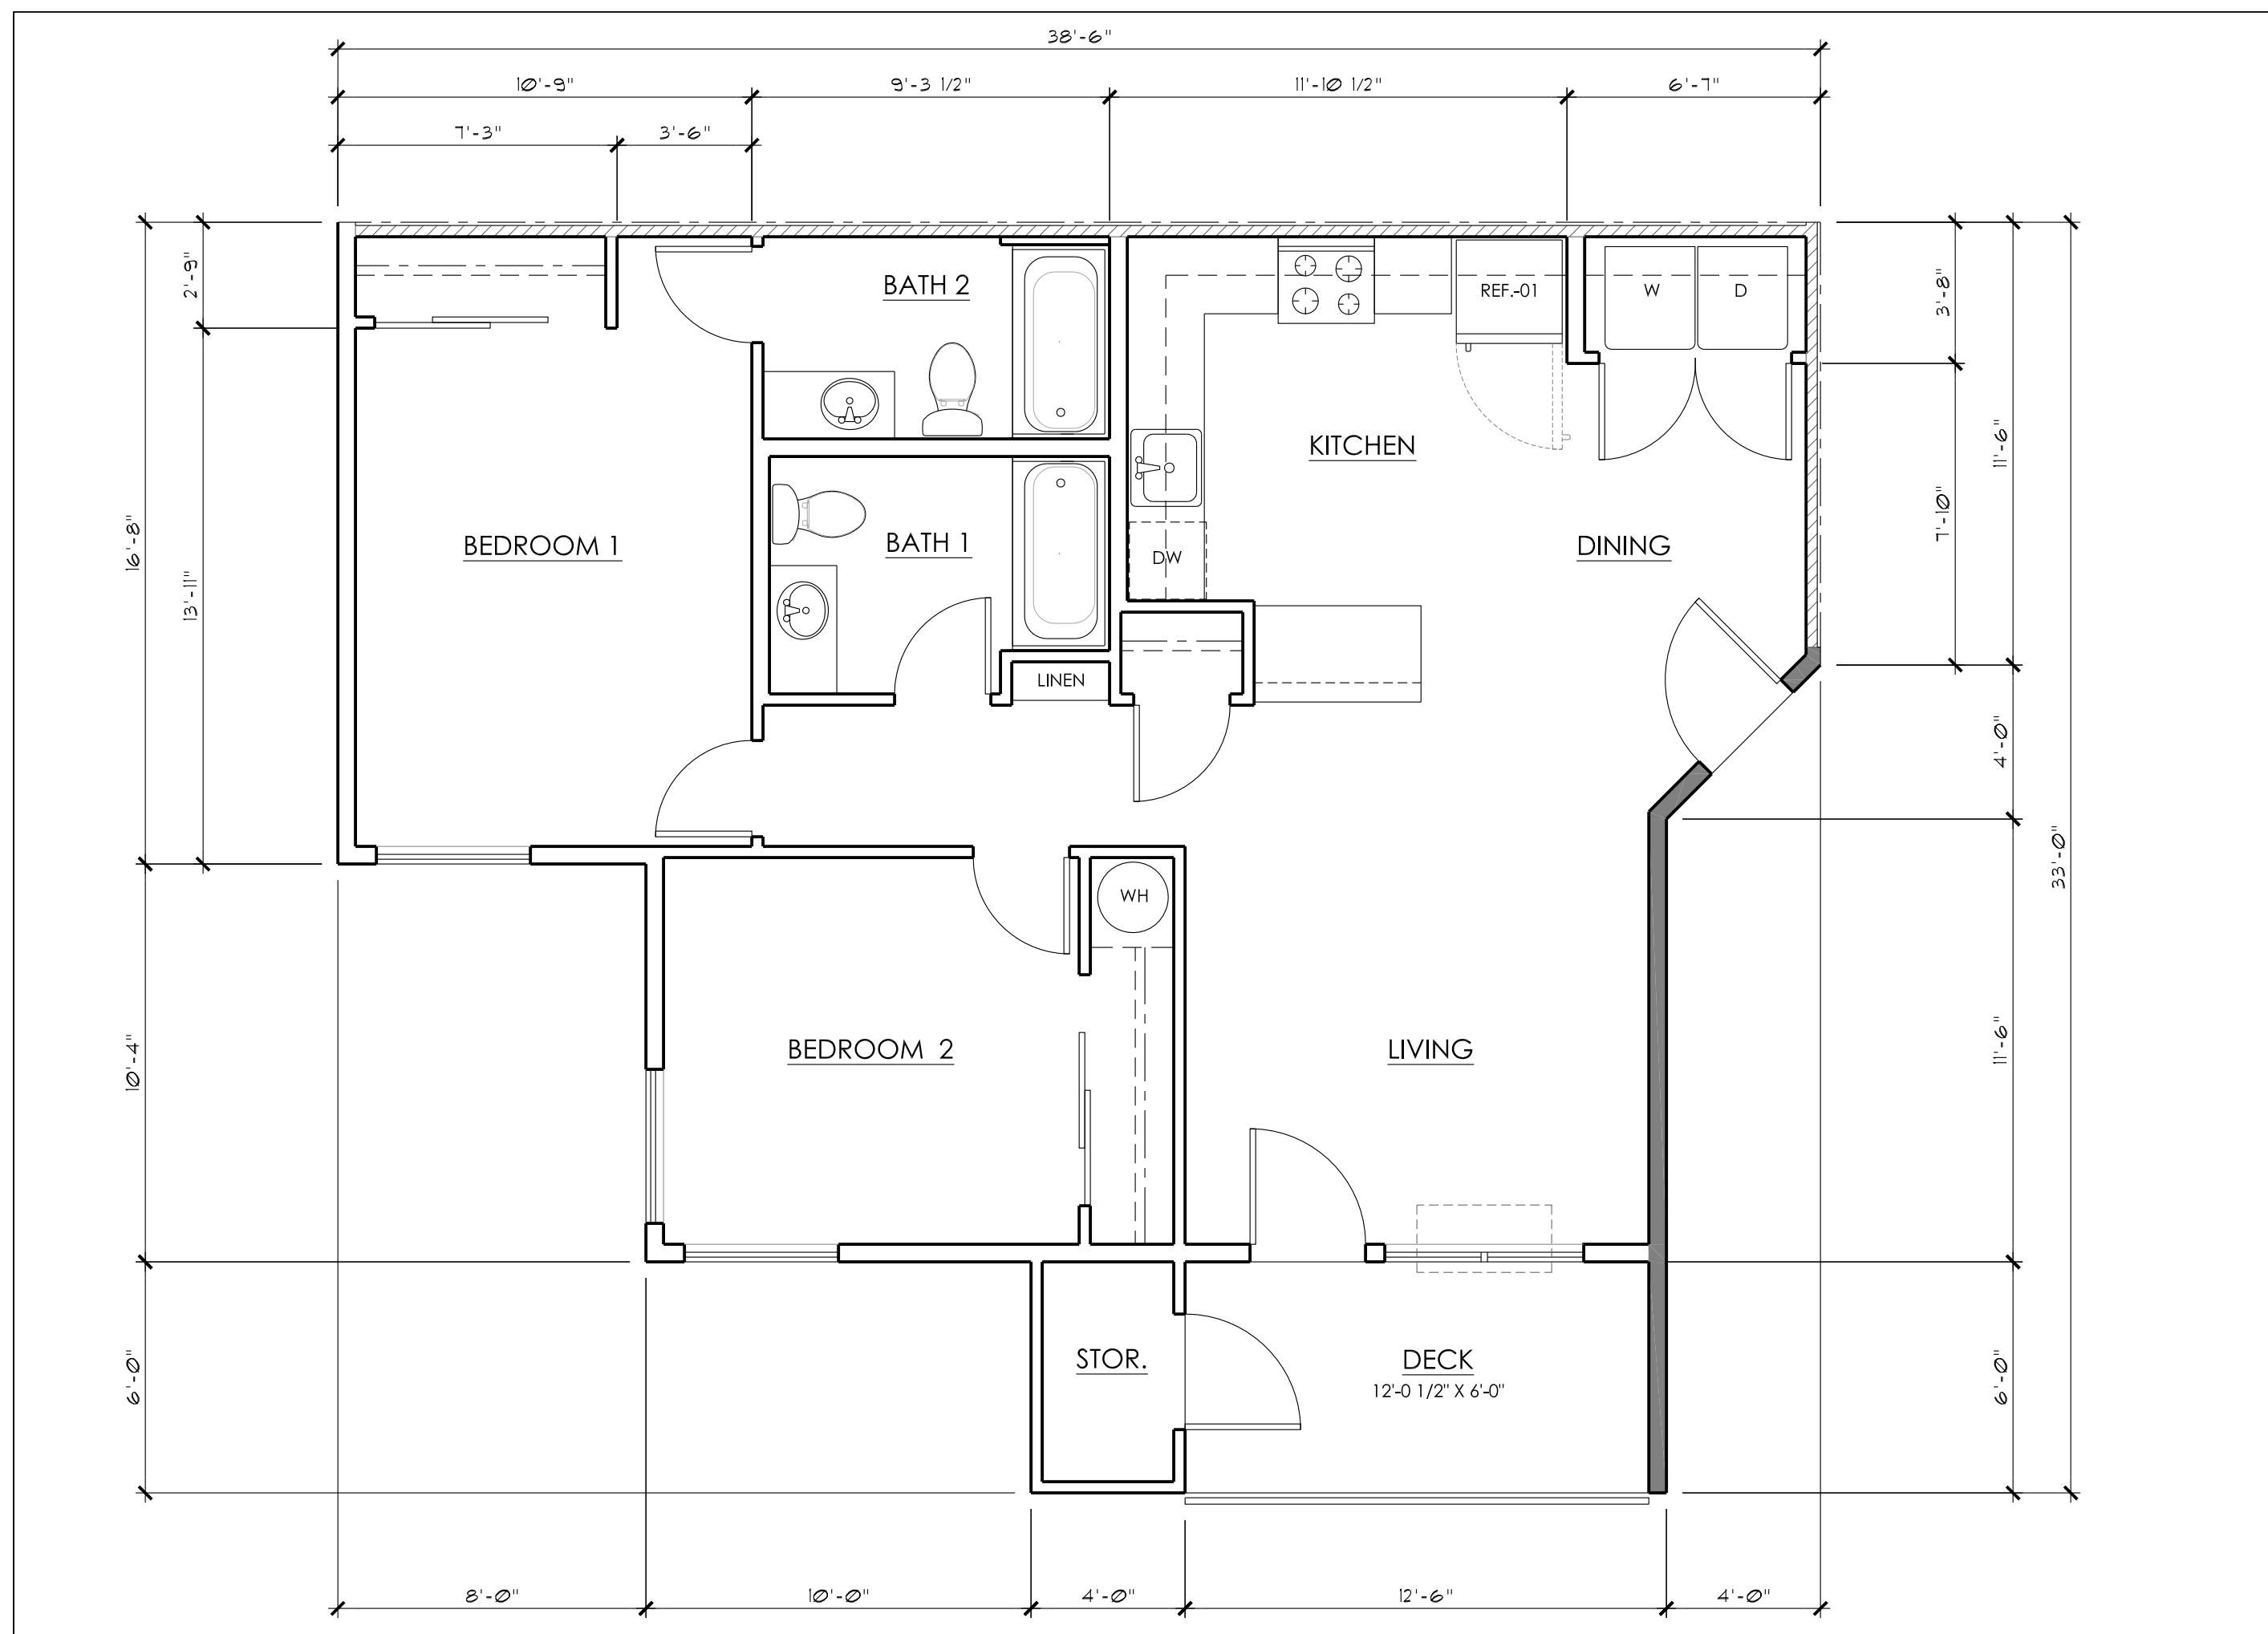 38'-6"
10'-9" 9'-3 1/2" 11'-10 1/2" 6'-7"
7'-3" 3'-6"
2'-9"
16'-8"
13'-11"
10'-4"
6'-0"
BATH 2
REF.-01
W D
KITCHEN
BEDROOM 1
BATH 1
DW
DINING
LINEN
WH
BEDROOM 2
LIVING
STOR.
DECK
12'-0 1/2" X 6'-0"
3'-8"
11'-6"
7'-10"
4'-0"
33'-0"
11'-6"
6'-0"
8'-0" 10'-0" 4'-0" 12'-6" 4'-0"